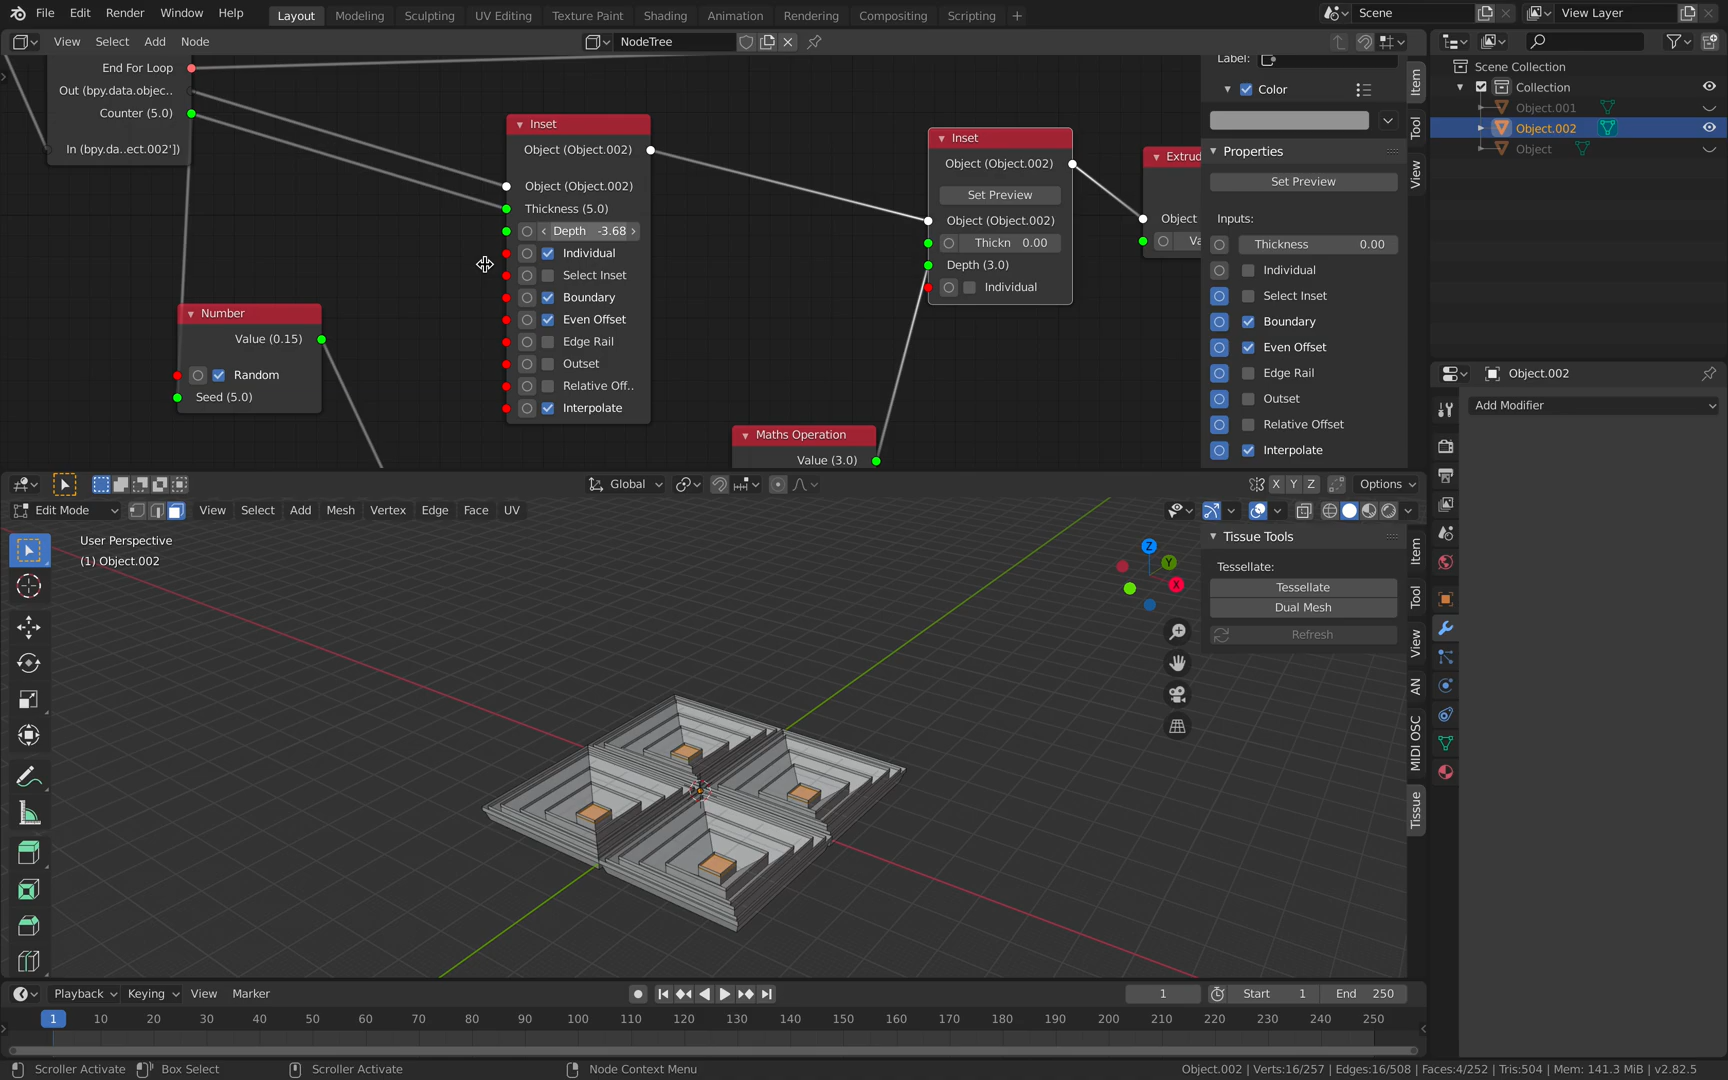 File Edit Render Window Help Layout Modeling Sculpting UV Editing Texture Paint Shading Animation Rendering Compositing Scripting + Scene View Layer
View Select Add Node NodeTree
End For Loop
Out (bpy.data.objec..
Counter (5.0)
In (bpy.da..ect.002'])
Number
Value (0.15)
Random
Seed (5.0)
Inset
Object (Object.002)
Object (Object.002)
Thickness (5.0)
Depth -3.68
Individual
Select Inset
Boundary
Even Offset
Edge Rail
Outset
Relative Off..
Interpolate
Inset
Object (Object.002)
Set Preview
Object (Object.002)
Thickn 0.00
Depth (3.0)
Individual
Maths Operation
Value (3.0)
Extrud
Object
Va
Label:
Color
Properties
Set Preview
Inputs:
Thickness 0.00
Individual
Select Inset
Boundary
Even Offset
Edge Rail
Outset
Relative Offset
Interpolate
Item
Tool
View
Scene Collection
Collection
Object.001
Object.002
Object
Object.002
Add Modifier
Global X Y Z Options
Edit Mode View Select Add Mesh Vertex Edge Face UV
User Perspective
(1) Object.002
Z
Y
X
Tissue Tools
Tessellate:
Tessellate
Dual Mesh
Refresh
Item
Tool
View
AN
MIDI OSC
Tissue
Playback Keying View Marker 1 Start 1 End 250
1 10 20 30 40 50 60 70 80 90 100 110 120 130 140 150 160 170 180 190 200 210 220 230 240 250
Scroller Activate Box Select Scroller Activate Node Context Menu Object.002 | Verts:16/257 | Edges:16/508 | Faces:4/252 | Tris:504 | Mem: 141.3 MiB | v2.82.5